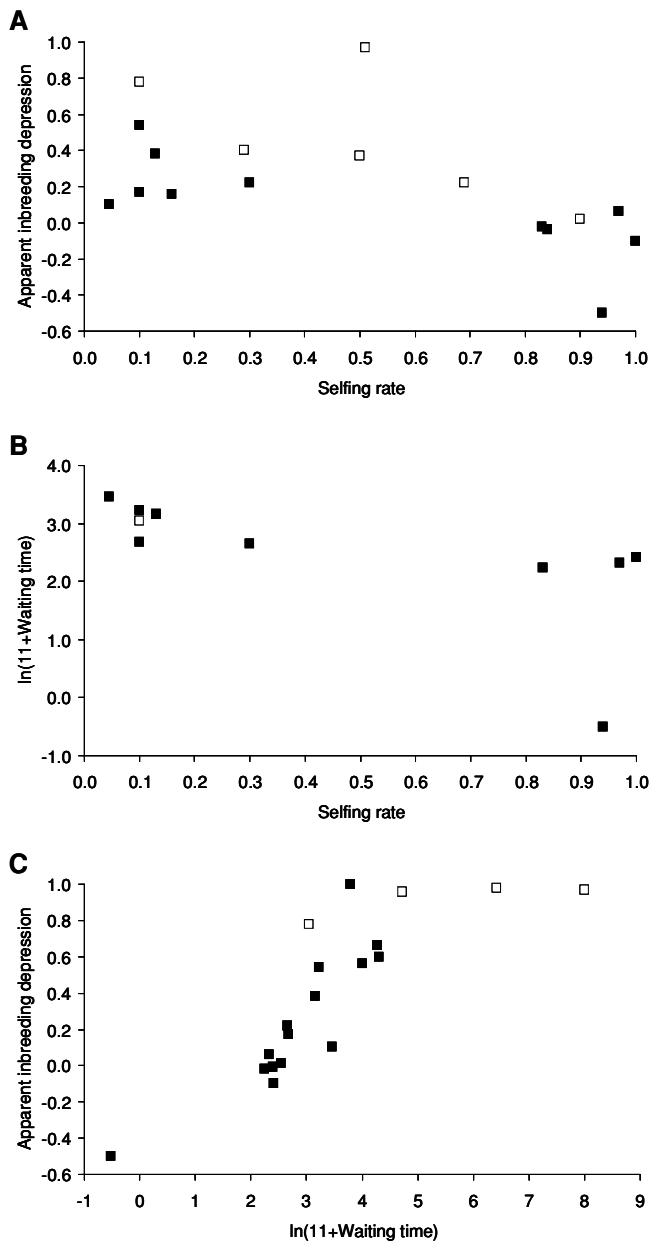 A
1.0
0.8
0.6
0.4
0.2
0.0
-0.2
-0.4
-0.6
Apparent inbreeding depression
0.0 0.1 0.2 0.3 0.4 0.5 0.6 0.7 0.8 0.9 1.0
Selfing rate
B
4.0
3.0
2.0
1.0
0.0
-1.0
ln(11+Waiting time)
0.0 0.1 0.2 0.3 0.4 0.5 0.6 0.7 0.8 0.9 1.0
Selfing rate
C
1.0
0.8
0.6
0.4
0.2
0.0
-0.2
-0.4
-0.6
Apparent inbreeding depression
-1 0 1 2 3 4 5 6 7 8 9
ln(11+Waiting time)